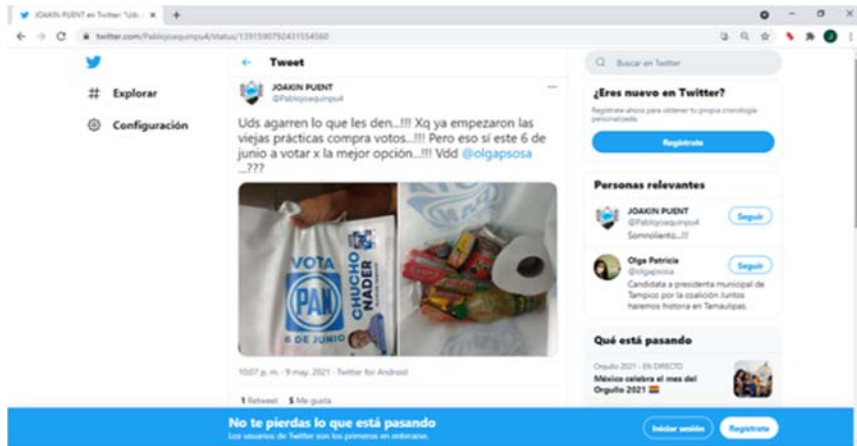 JOAKIN PUENT en Twitter: "Uds.
twitter.com/Pabloyoaquinpu4/status/1391590792431554560
Tweet
Explorar
Configuración
JOAKIN PUENT
@Pabloyoaquinpu4
Uds agarren lo que les den...!!! Xq ya empezaron las
viejas prácticas compra votos...!!! Pero eso sí este 6 de
junio a votar x la mejor opción...!!! Vdd @olgapsosa
...???
VOTA
PAN
6 DE JUNIO
CHUCHO
NADER
10:07 p. m. · 9 may. 2021 · Twitter for Android
1 Retweet 5 Me gusta
Buscar en Twitter
¿Eres nuevo en Twitter?
Regístrate ahora para obtener tu propia cronología
personalizada.
Regístrate
Personas relevantes
JOAKIN PUENT
@Pabloyoaquinpu4
Seguir
Somnoliento...!!
Olga Patricia
@olgapsosa
Seguir
Candidata a presidenta municipal de
Tampico por la coalición Juntos
haremos historia en Tamaulipas.
Qué está pasando
Orgullo 2021 · EN DIRECTO
México celebra el mes del
Orgullo 2021
No te pierdas lo que está pasando
Los usuarios de Twitter son los primeros en enterarse.
Iniciar sesión
Regístrate